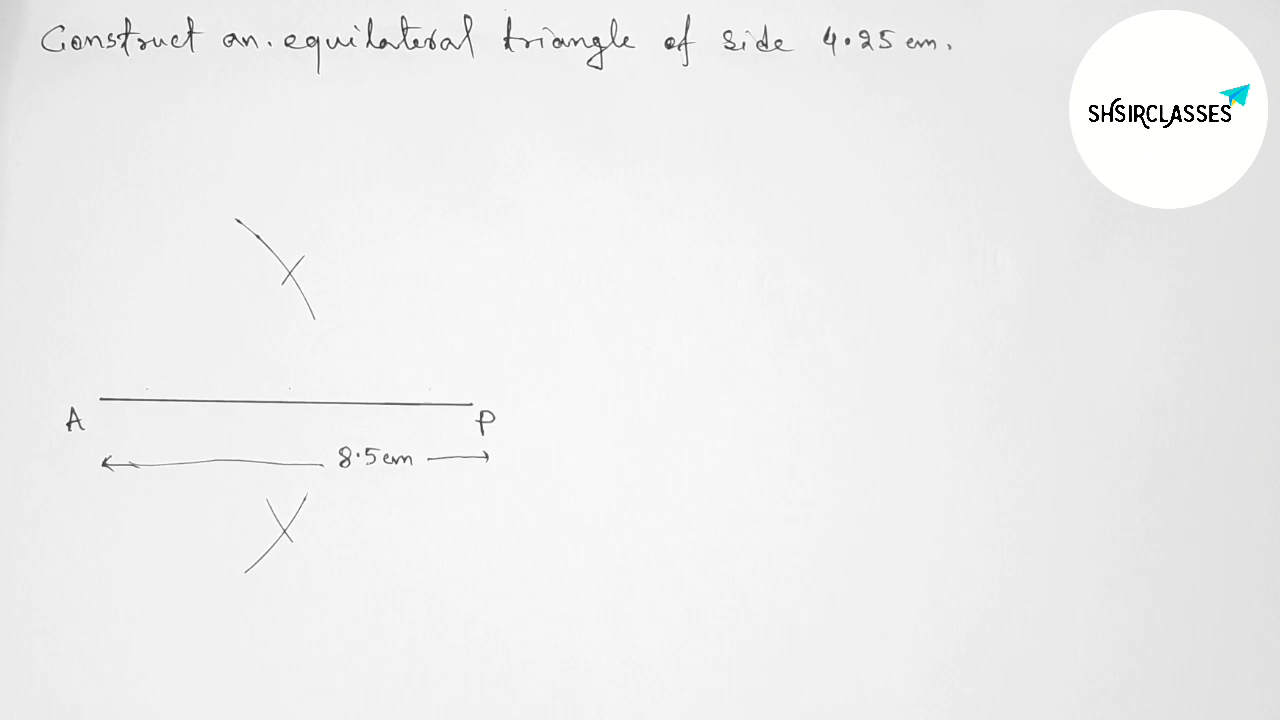 Construct an. equilateral triangle of side 4.25 cm.
SHSIRCLASSES
A
P
8.5 cm